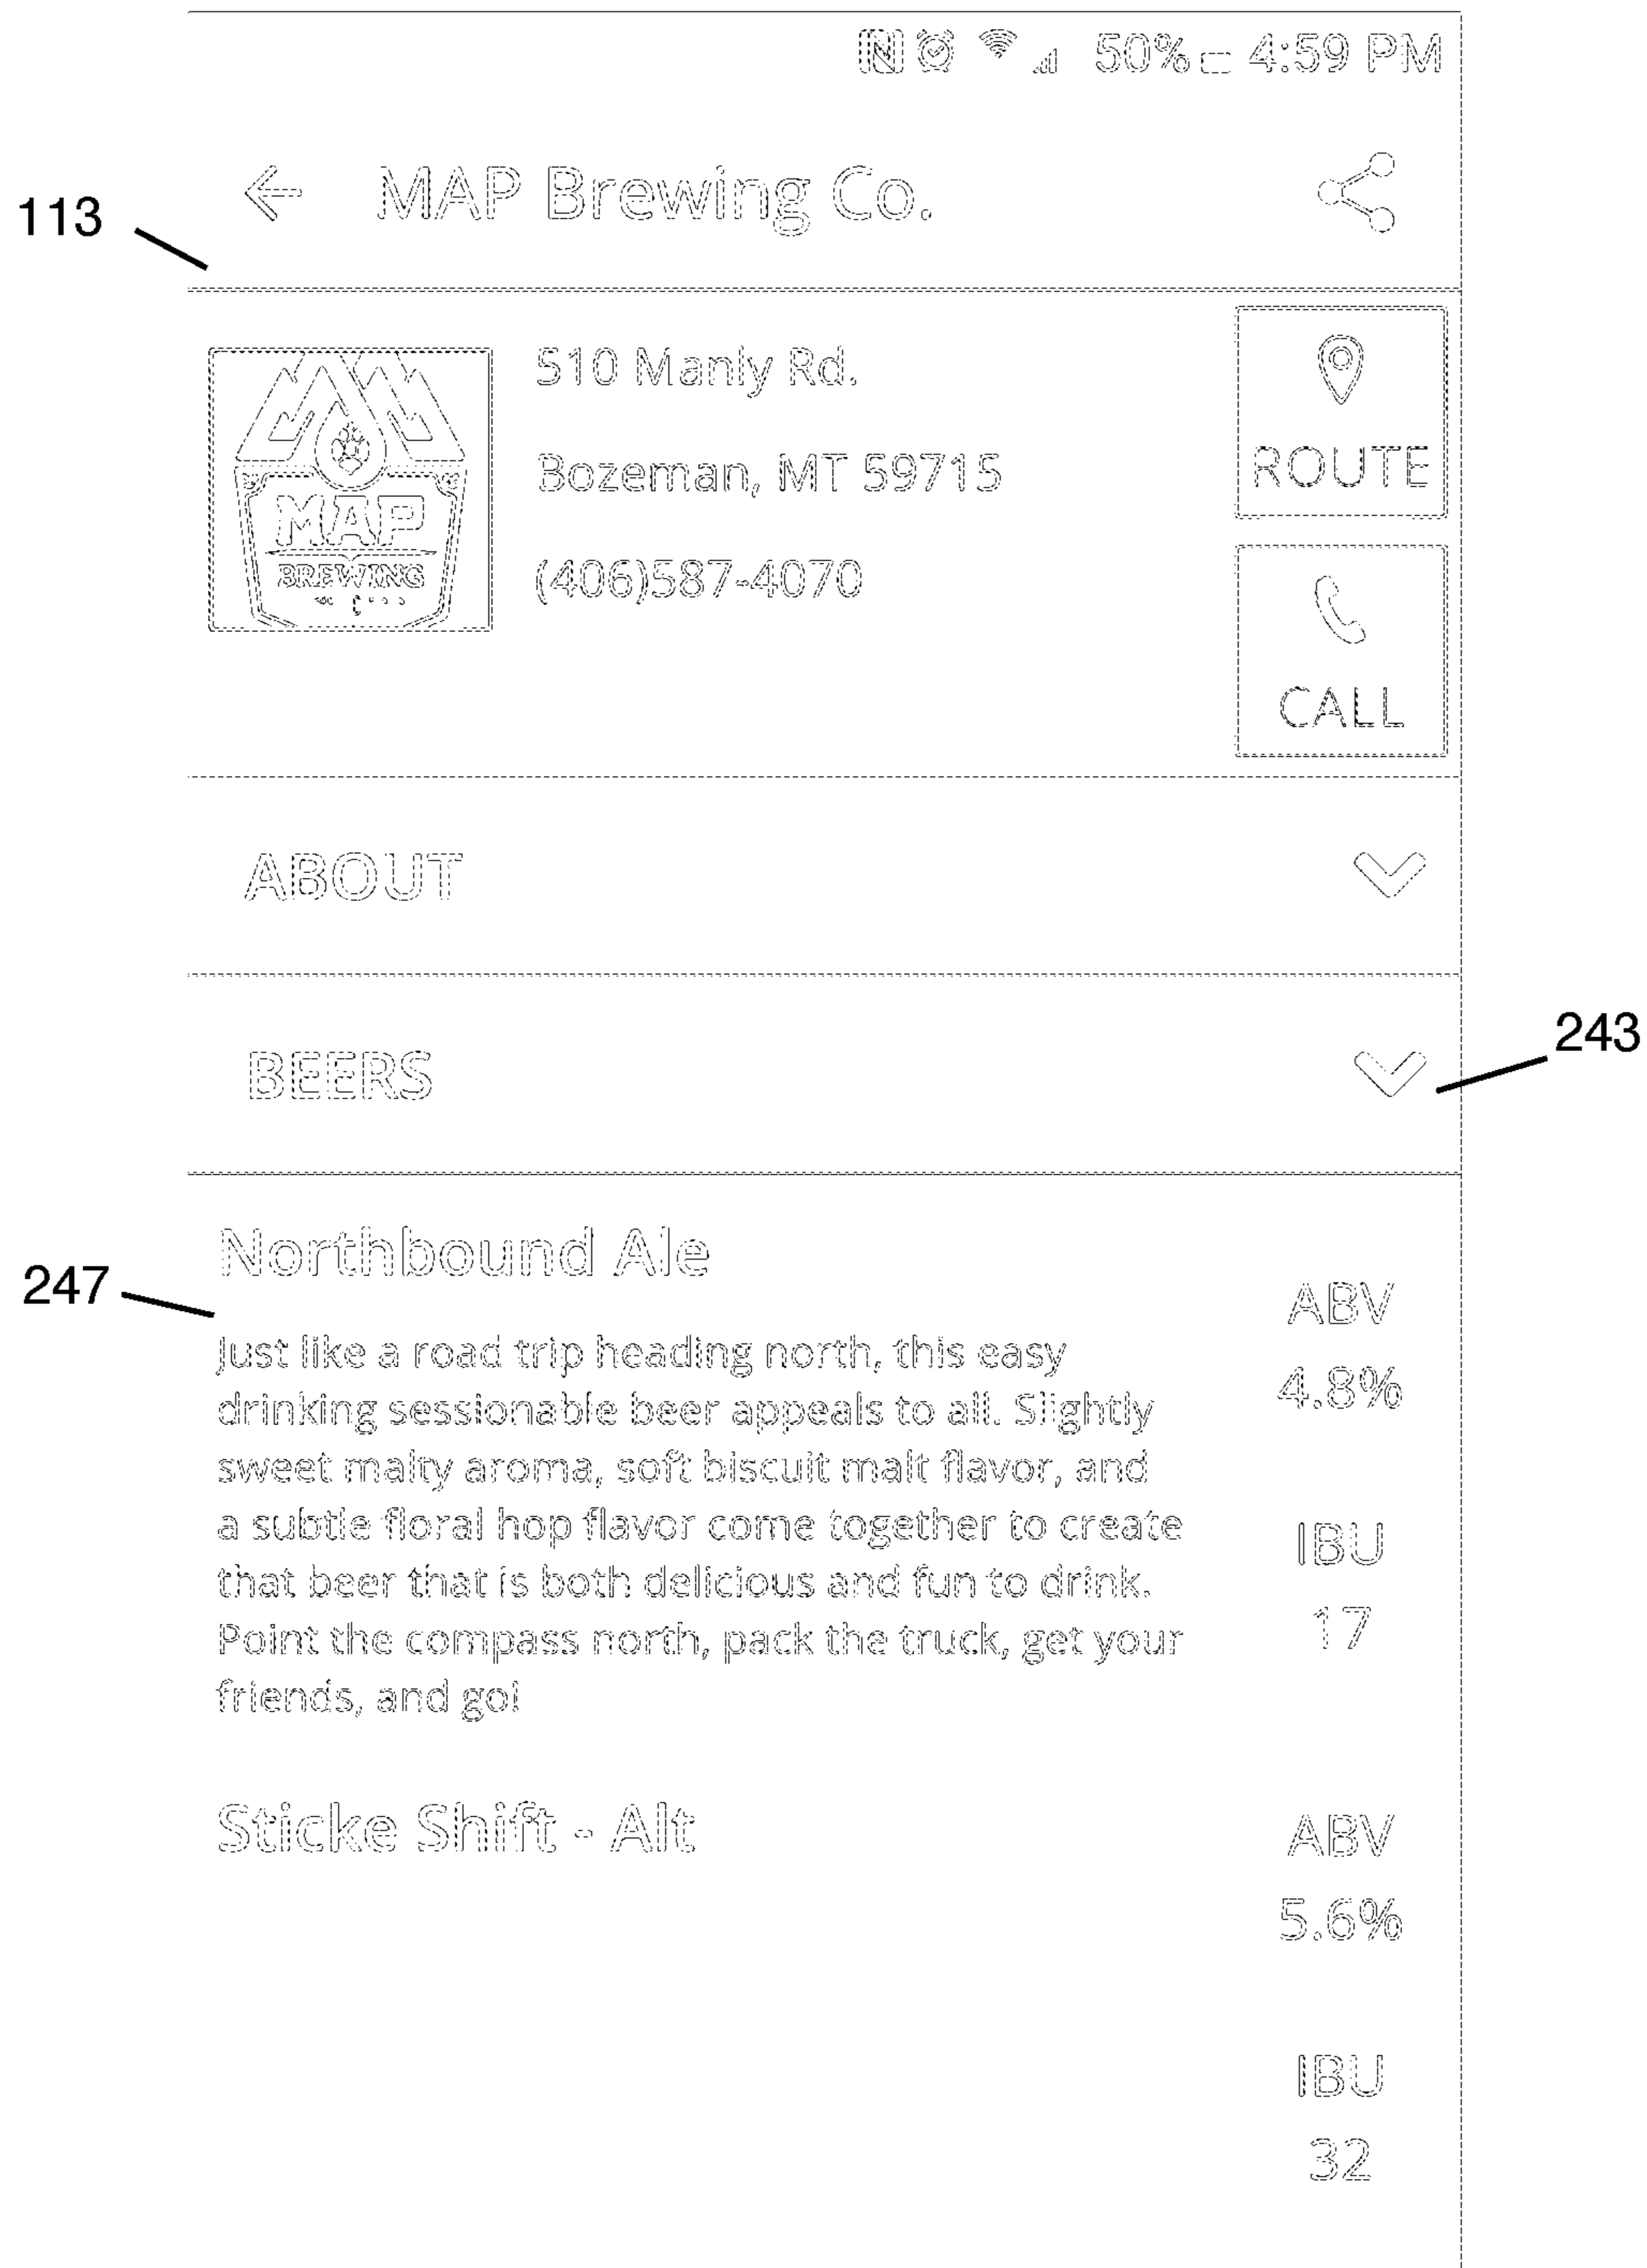 50% 4:59 PM
MAP Brewing Co.
113
510 Manly Rd.
Bozeman, MT 59715
(406)587-4070
ROUTE
MAP
BREWING
CALL
ABOUT
BEERS
243
Northbound Ale
247
ABV
4.8%
Just like a road trip heading north, this easy
drinking sessionable beer appeals to all. Slightly
sweet malty aroma, soft biscuit malt flavor, and
a subtle floral hop flavor come together to create
that beer that is both delicious and fun to drink.
Point the compass north, pack the truck, get your
friends, and go!
IBU
17
Sticke Shift - Alt
ABV
5.6%
IBU
32